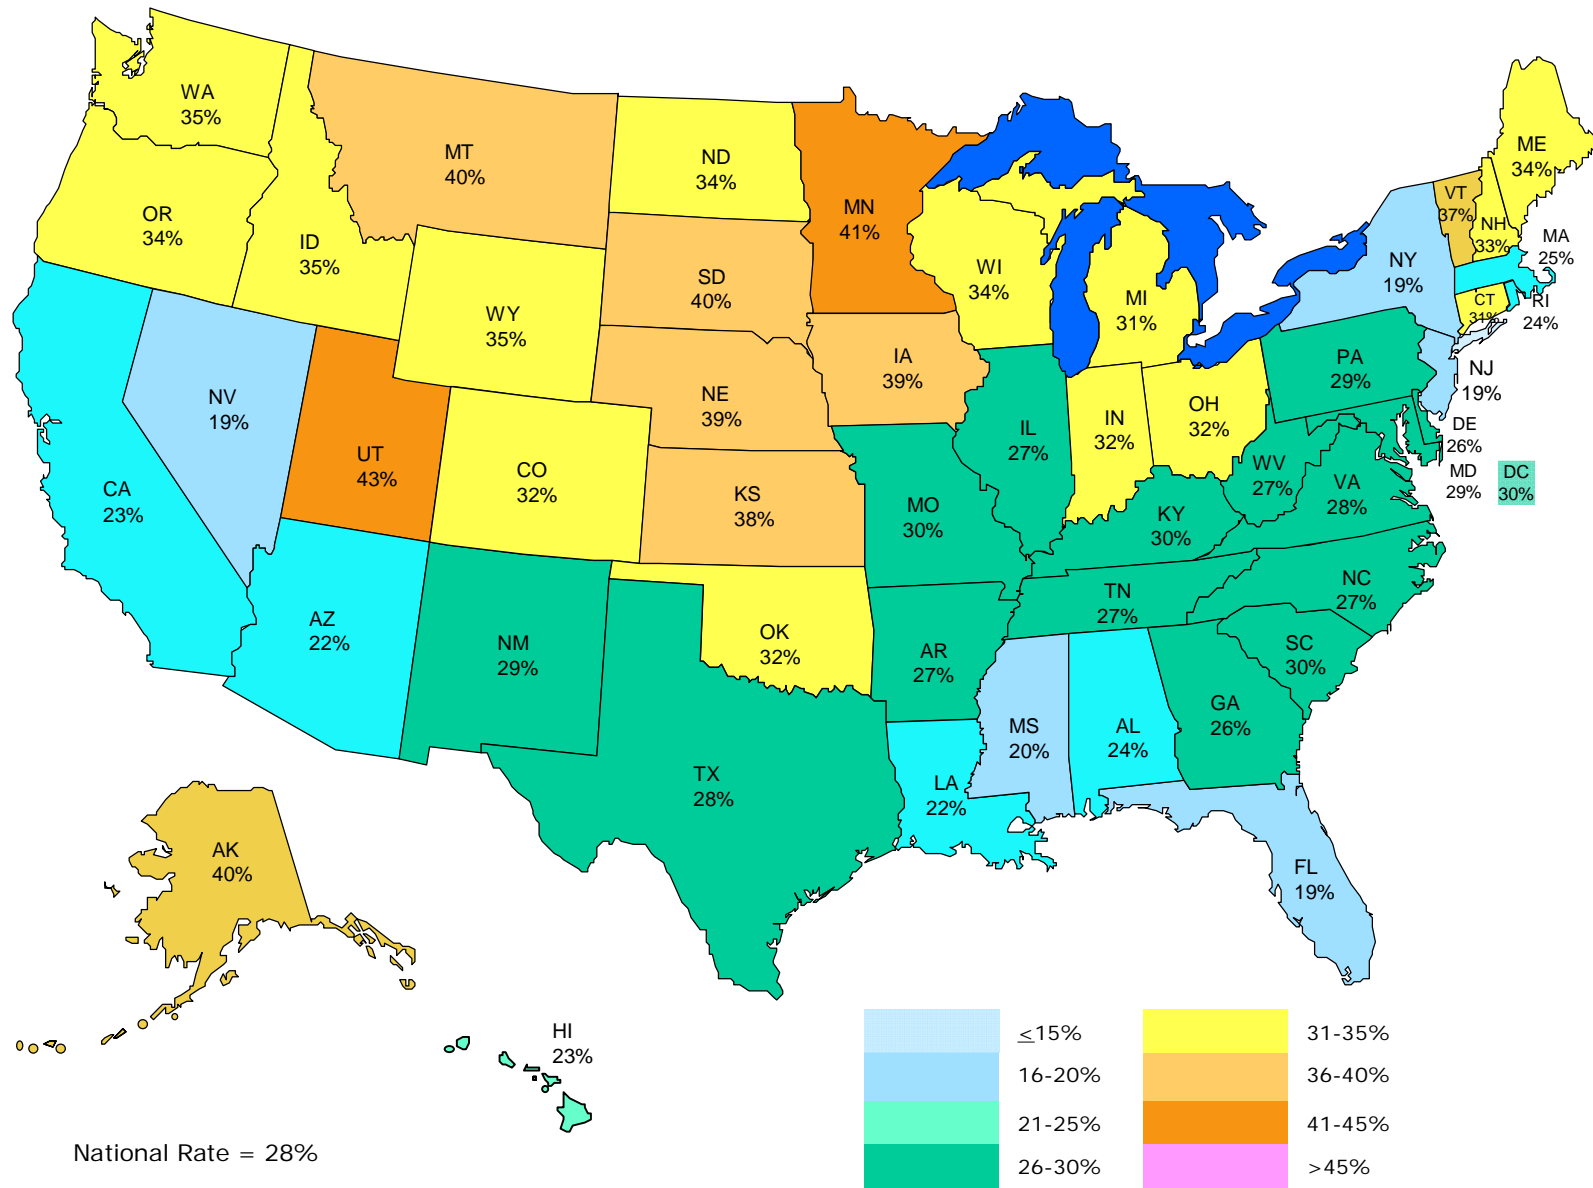 WA
35%
MT
40%
ND
34%
MN
41%
ME
34%
OR
34%
ID
35%
VT
37%
NH
33%
MA
25%
SD
40%
WI
34%
MI
31%
NY
19%
CT
31%
RI
24%
WY
35%
IA
39%
PA
29%
NJ
19%
NV
19%
NE
39%
IL
27%
IN
32%
OH
32%
DE
26%
UT
43%
CO
32%
CA
23%
KS
38%
MO
30%
WV
27%
VA
28%
MD
29%
DC
30%
KY
30%
AZ
22%
NM
29%
OK
32%
AR
27%
TN
27%
NC
27%
SC
30%
TX
28%
LA
22%
MS
20%
AL
24%
GA
26%
FL
19%
AK
40%
HI
23%
National Rate = 28%
≤15%
16-20%
21-25%
26-30%
31-35%
36-40%
41-45%
>45%